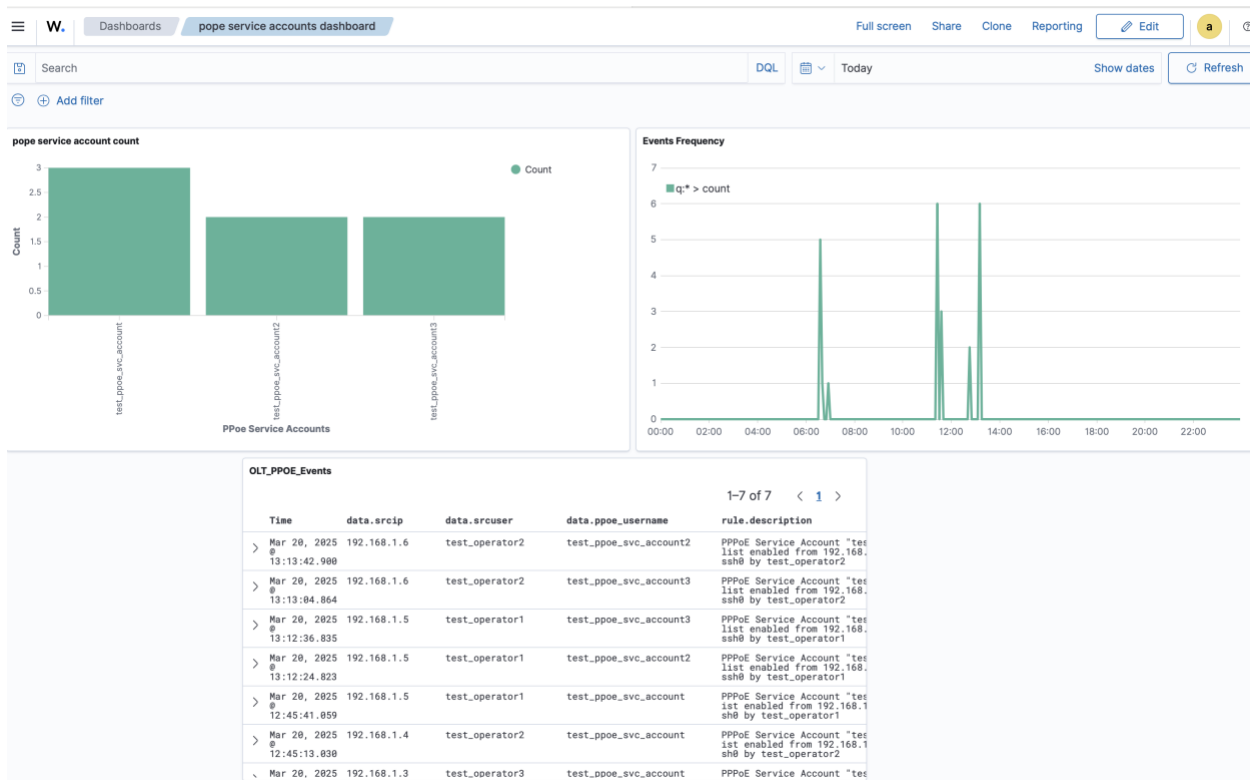 W. Dashboards pppe service accounts dashboard Full screen Share Clone Reporting Edit a
Search DQL Today Show dates Refresh
Add filter
pope service account count
Count
3
2.5
2
1.5
1
0.5
0
Count
test_ppoe_svc_account
test_ppoe_svc_account2
test_ppoe_svc_account3
PPoe Service Accounts
Events Frequency
q:* > count
7
6
5
4
3
2
1
0
00:00 02:00 04:00 06:00 08:00 10:00 12:00 14:00 16:00 18:00 20:00 22:00
OLT_PPOE_Events
1–7 of 7 < 1 >
Time data.srcip data.srcuser data.ppoe_username rule.description
Mar 20, 2025 192.168.1.6 test_operator2 test_ppoe_svc_account2 PPPoE Service Account "tes
@ list enabled from 192.168.
13:13:42.900 ssh0 by test_operator2
Mar 20, 2025 192.168.1.6 test_operator2 test_ppoe_svc_account3 PPPoE Service Account "tes
@ list enabled from 192.168.
13:13:04.864 ssh0 by test_operator2
Mar 20, 2025 192.168.1.5 test_operator1 test_ppoe_svc_account3 PPPoE Service Account "tes
@ list enabled from 192.168.
13:12:36.835 ssh0 by test_operator1
Mar 20, 2025 192.168.1.5 test_operator1 test_ppoe_svc_account2 PPPoE Service Account "tes
@ list enabled from 192.168.
13:12:24.823 ssh0 by test_operator1
Mar 20, 2025 192.168.1.5 test_operator1 test_ppoe_svc_account PPPoE Service Account "tes
@ ist enabled from 192.168.1
12:45:41.059 sh0 by test_operator1
Mar 20, 2025 192.168.1.4 test_operator2 test_ppoe_svc_account PPPoE Service Account "tes
@ ist enabled from 192.168.1
12:45:13.030 sh0 by test_operator2
Mar 20, 2025 192.168.1.3 test_operator3 test_ppoe_svc_account PPPoE Service Account "tes